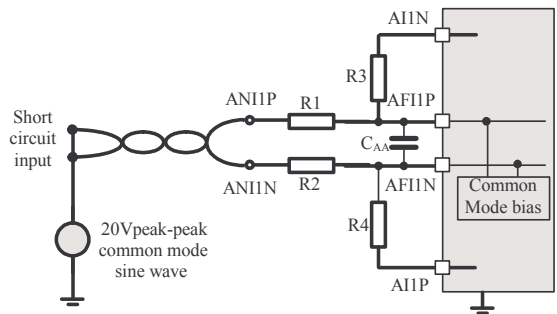 AI1N
R3
ANI1P
R1
AFI1P
Short
circuit
input
CAA
ANI1N
R2
AFI1N
Common
Mode bias
20Vpeak-peak
common mode
sine wave
R4
AI1P